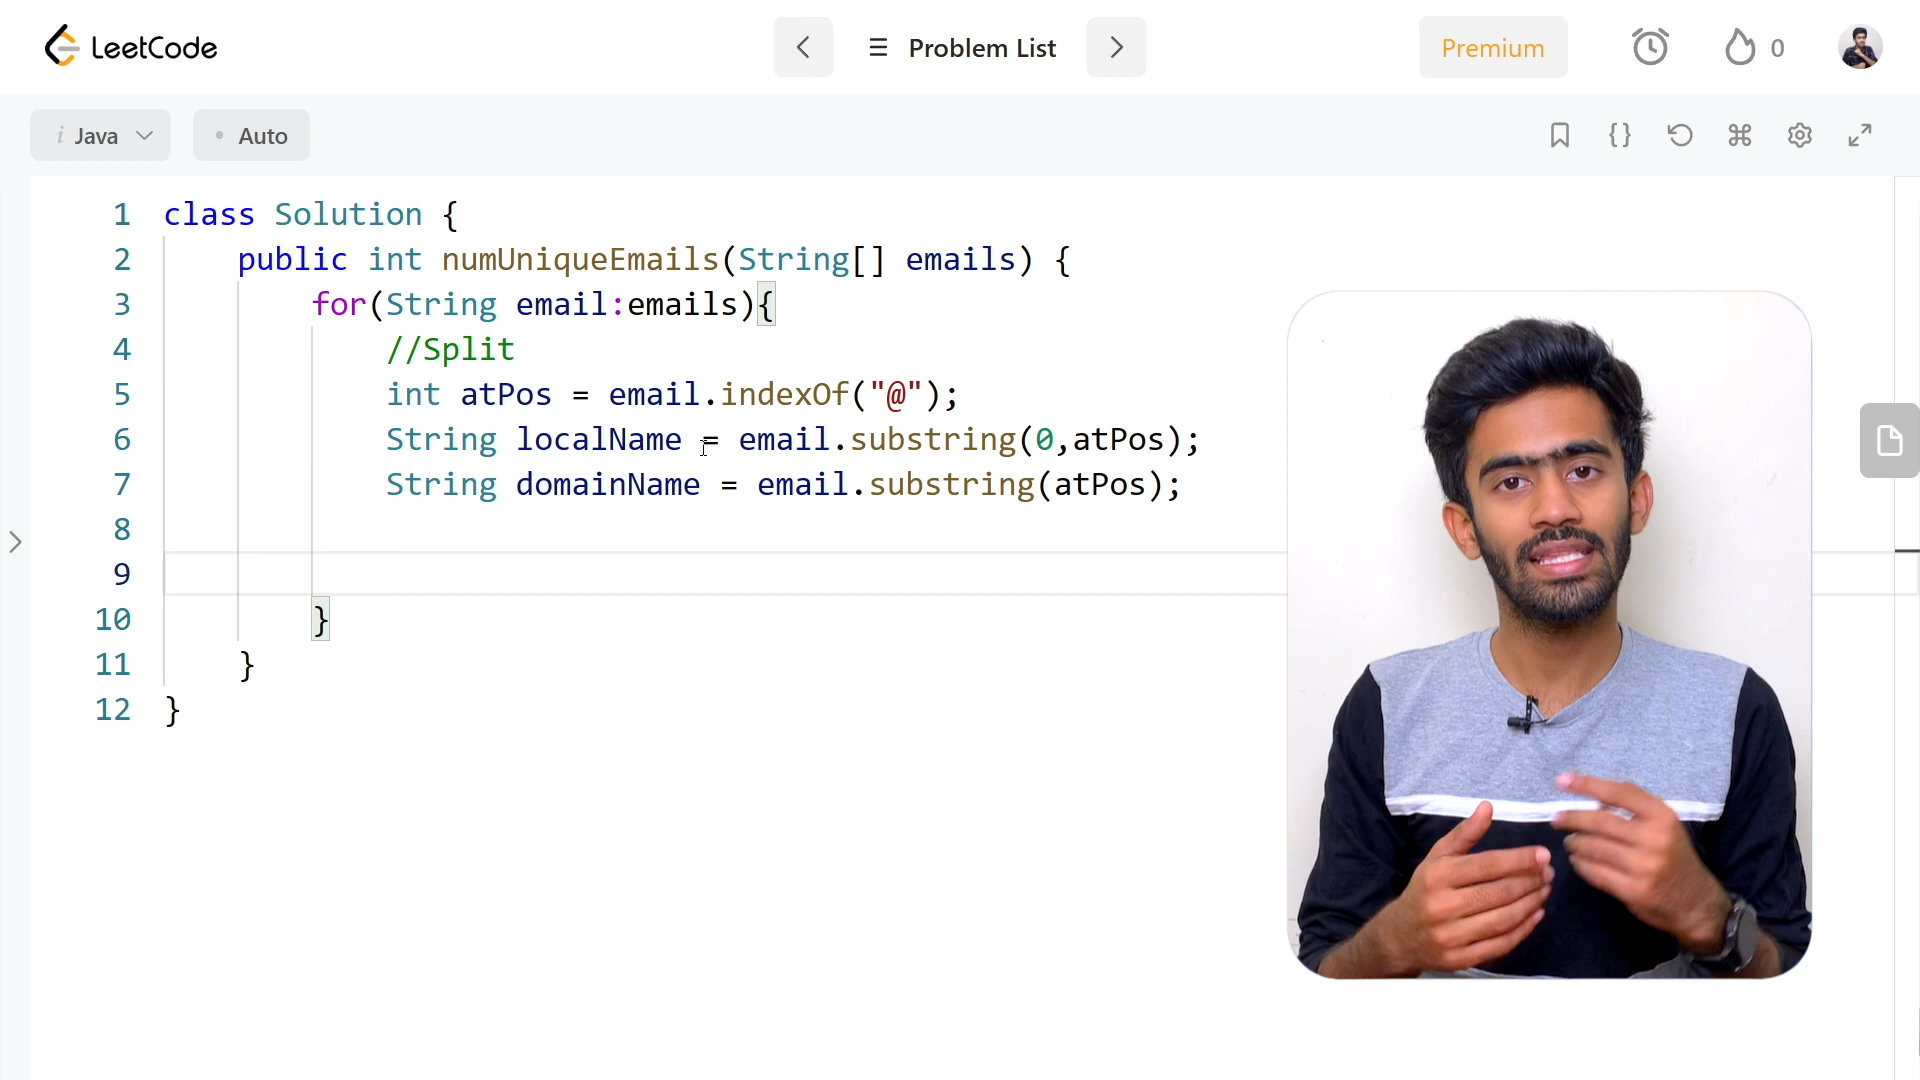 LeetCode
Problem List
Premium
0
i Java
Auto
1 class Solution {
2 public int numUniqueEmails(String[] emails) {
3 for(String email:emails){
4 //Split
5 int atPos = email.indexOf("@");
6 String localName = email.substring(0,atPos);
7 String domainName = email.substring(atPos);
8
9
10 }
11 }
12 }